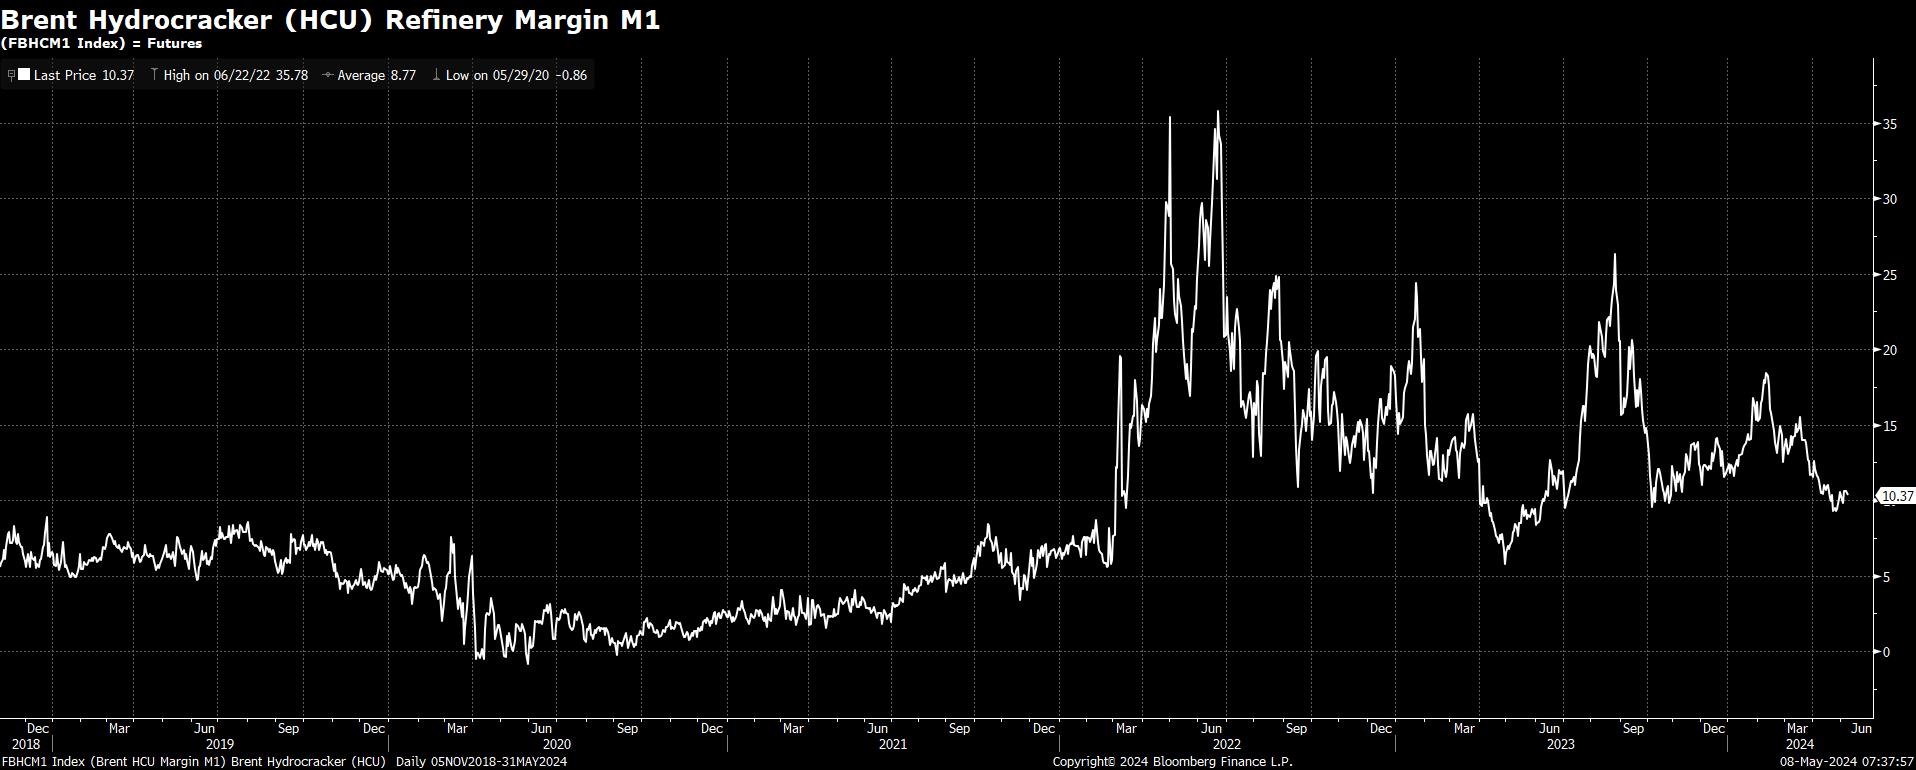 Brent Hydrocracker (HCU) Refinery Margin M1
(FBHCM1 Index) = Futures
Last Price 10.37 High on 06/22/22 35.78 Average 8.77 Low on 05/29/20 -0.86
35
30
25
20
15
10.37
5
0
Dec Mar Jun Sep Dec Mar Jun Sep Dec Mar Jun Sep Dec Mar Jun Sep Dec Mar Jun Sep Dec Mar Jun
2018 2019 2020 2021 2022 2023 2024
FBHCM1 Index (Brent HCU Margin M1) Brent Hydrocracker (HCU) Daily 05NOV2018-31MAY2024 Copyright© 2024 Bloomberg Finance L.P. 08-May-2024 07:37:57